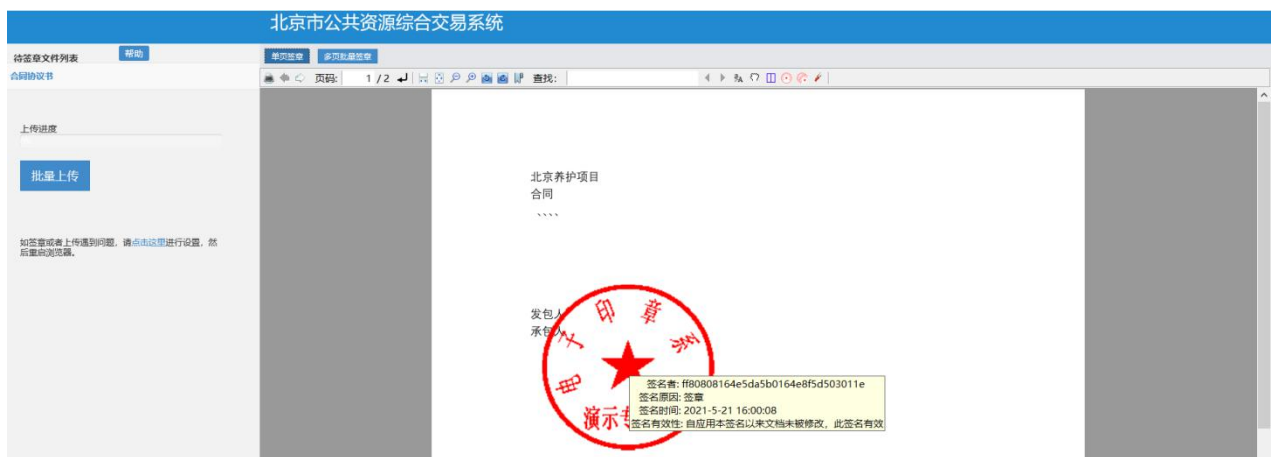 北京市公共资源综合交易系统
待签章文件列表 帮助
合同协议书
单页签章 多页批量签章
页码: 1 / 2 查找:
上传进度
批量上传
如签章或者上传遇到问题，请点击这里进行设置，然
后重启浏览器。
北京养护项目
合同
、、、、
发包人
承包人
电子印章系
演示专
签名者: ff80808164e5da5b0164e8f5d503011e
签名原因: 签章
签名时间: 2021-5-21 16:00:08
签名有效性: 自应用本签名以来文档未被修改，此签名有效